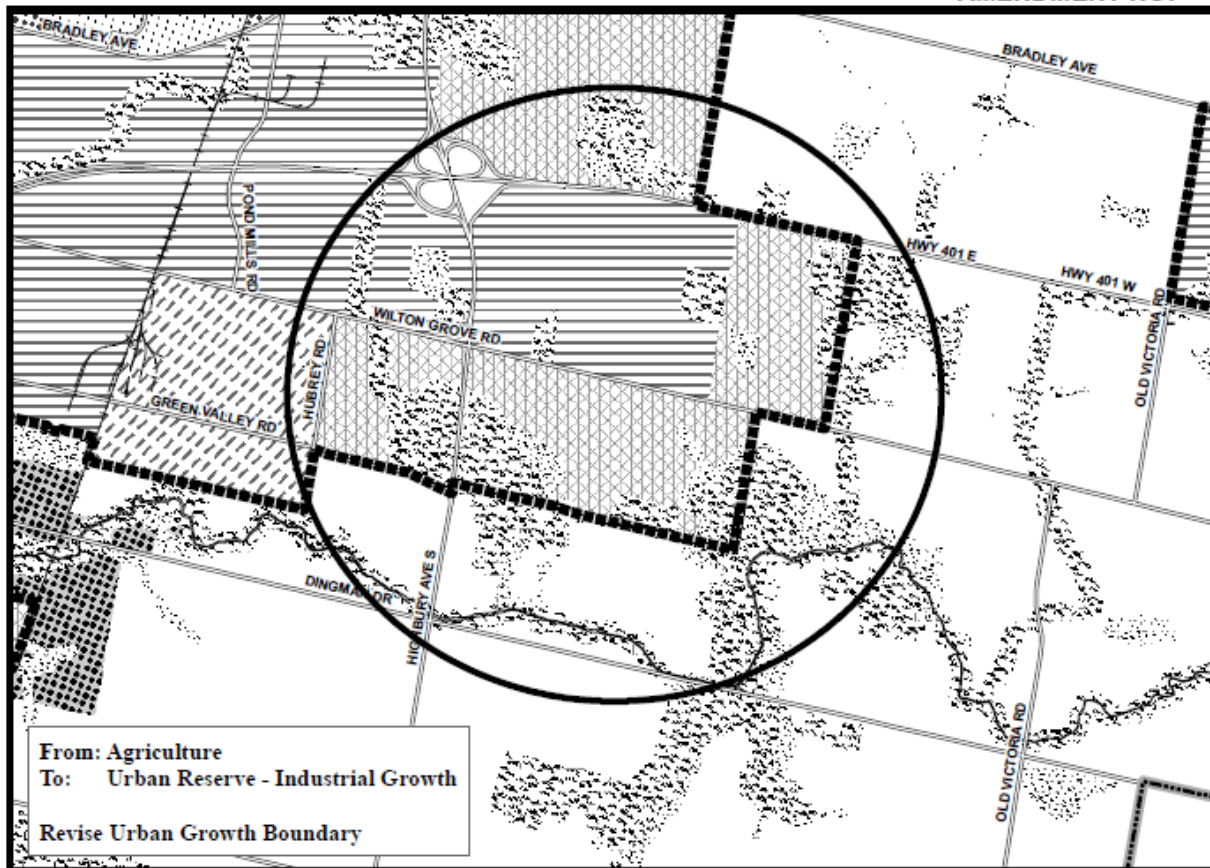 BRADLEY AVE
BRADLEY AVE
POND MILLS RD
HWY 401 E
HWY 401 W
WILTON GROVE RD
HUBREY RD
OLD VICTORIA RD
GREEN VALLEY RD
DINGMAN DR
HIGHBURY AVE S
OLD VICTORIA RD
From: Agriculture
To: Urban Reserve - Industrial Growth
Revise Urban Growth Boundary